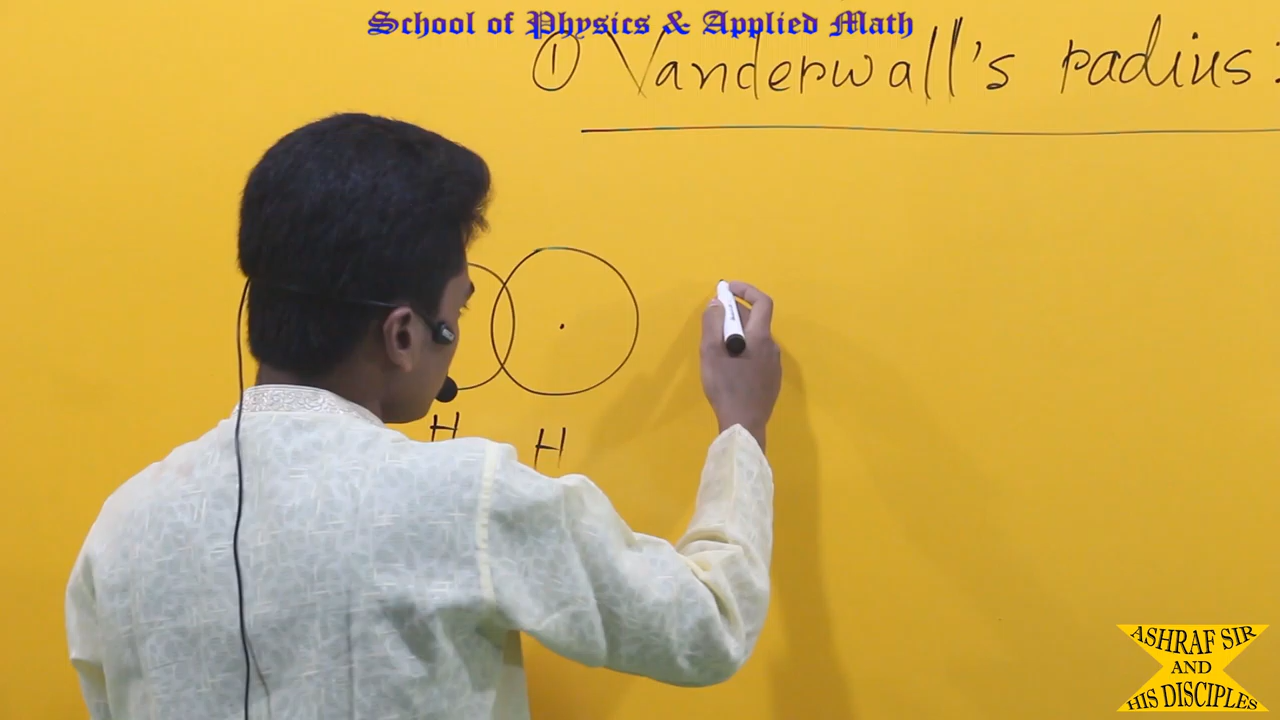 School of Physics & Applied Math
① Vanderwall's radius:
H H
ASHRAF SIR
AND
HIS DISCIPLES